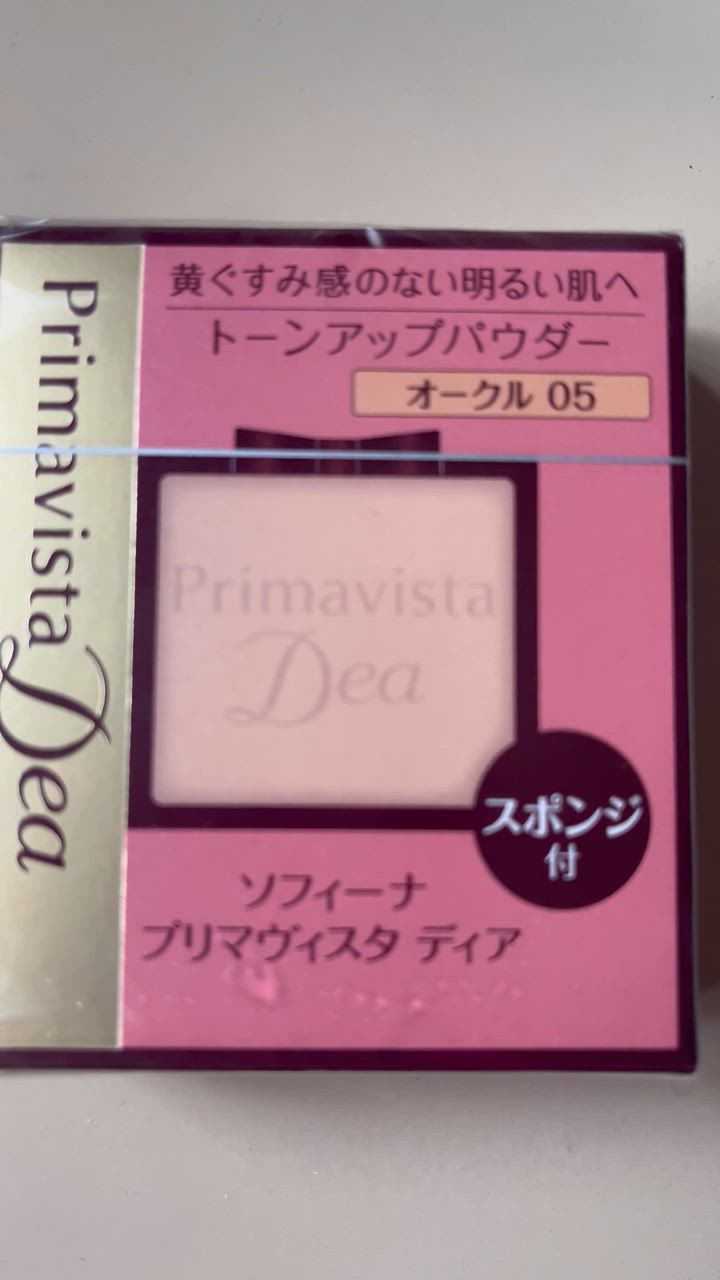 黄ぐすみ感のない明るい肌へ
トーンアップパウダー
オークル 05
Primavista
Dea
Primavista Dea
スポンジ
付
ソフィーナ
プリマヴィスタ ディア